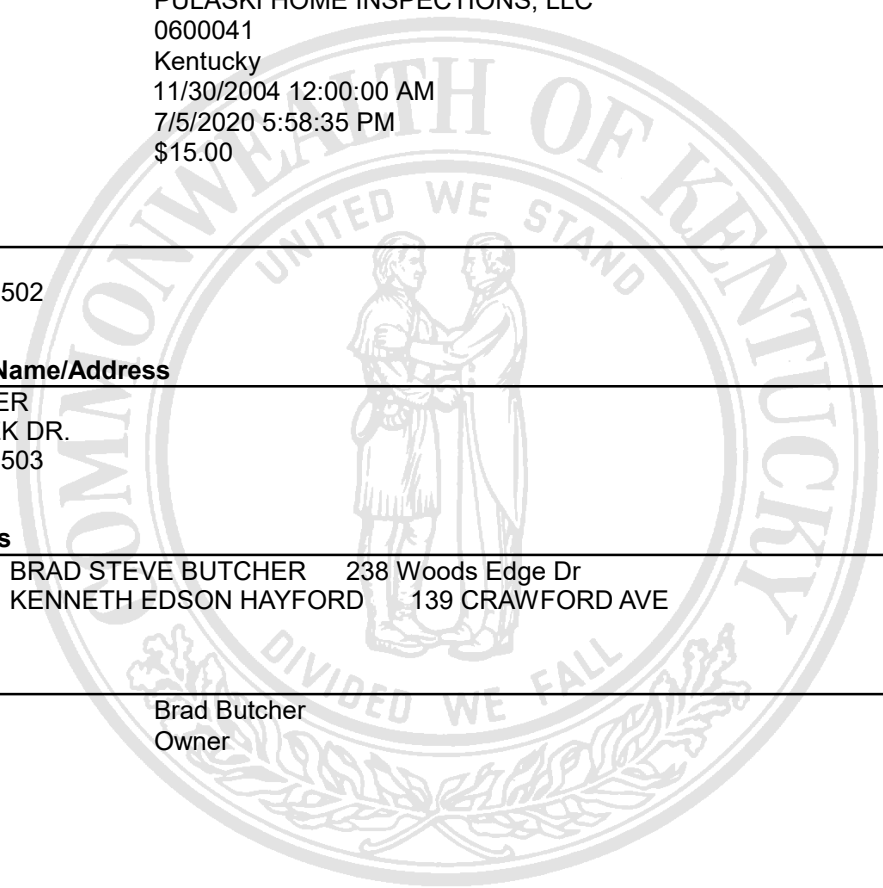 PULASKI HOME INSPECTIONS, LLC
0600041
Kentucky
11/30/2004 12:00:00 AM
7/5/2020 5:58:35 PM
$15.00
502
Name/Address
ER
K DR.
503
s
BRAD STEVE BUTCHER 238 Woods Edge Dr
KENNETH EDSON HAYFORD 139 CRAWFORD AVE
Brad Butcher
Owner
COMMONWEALTH OF KENTUCKY
UNITED WE STAND
DIVIDED WE FALL